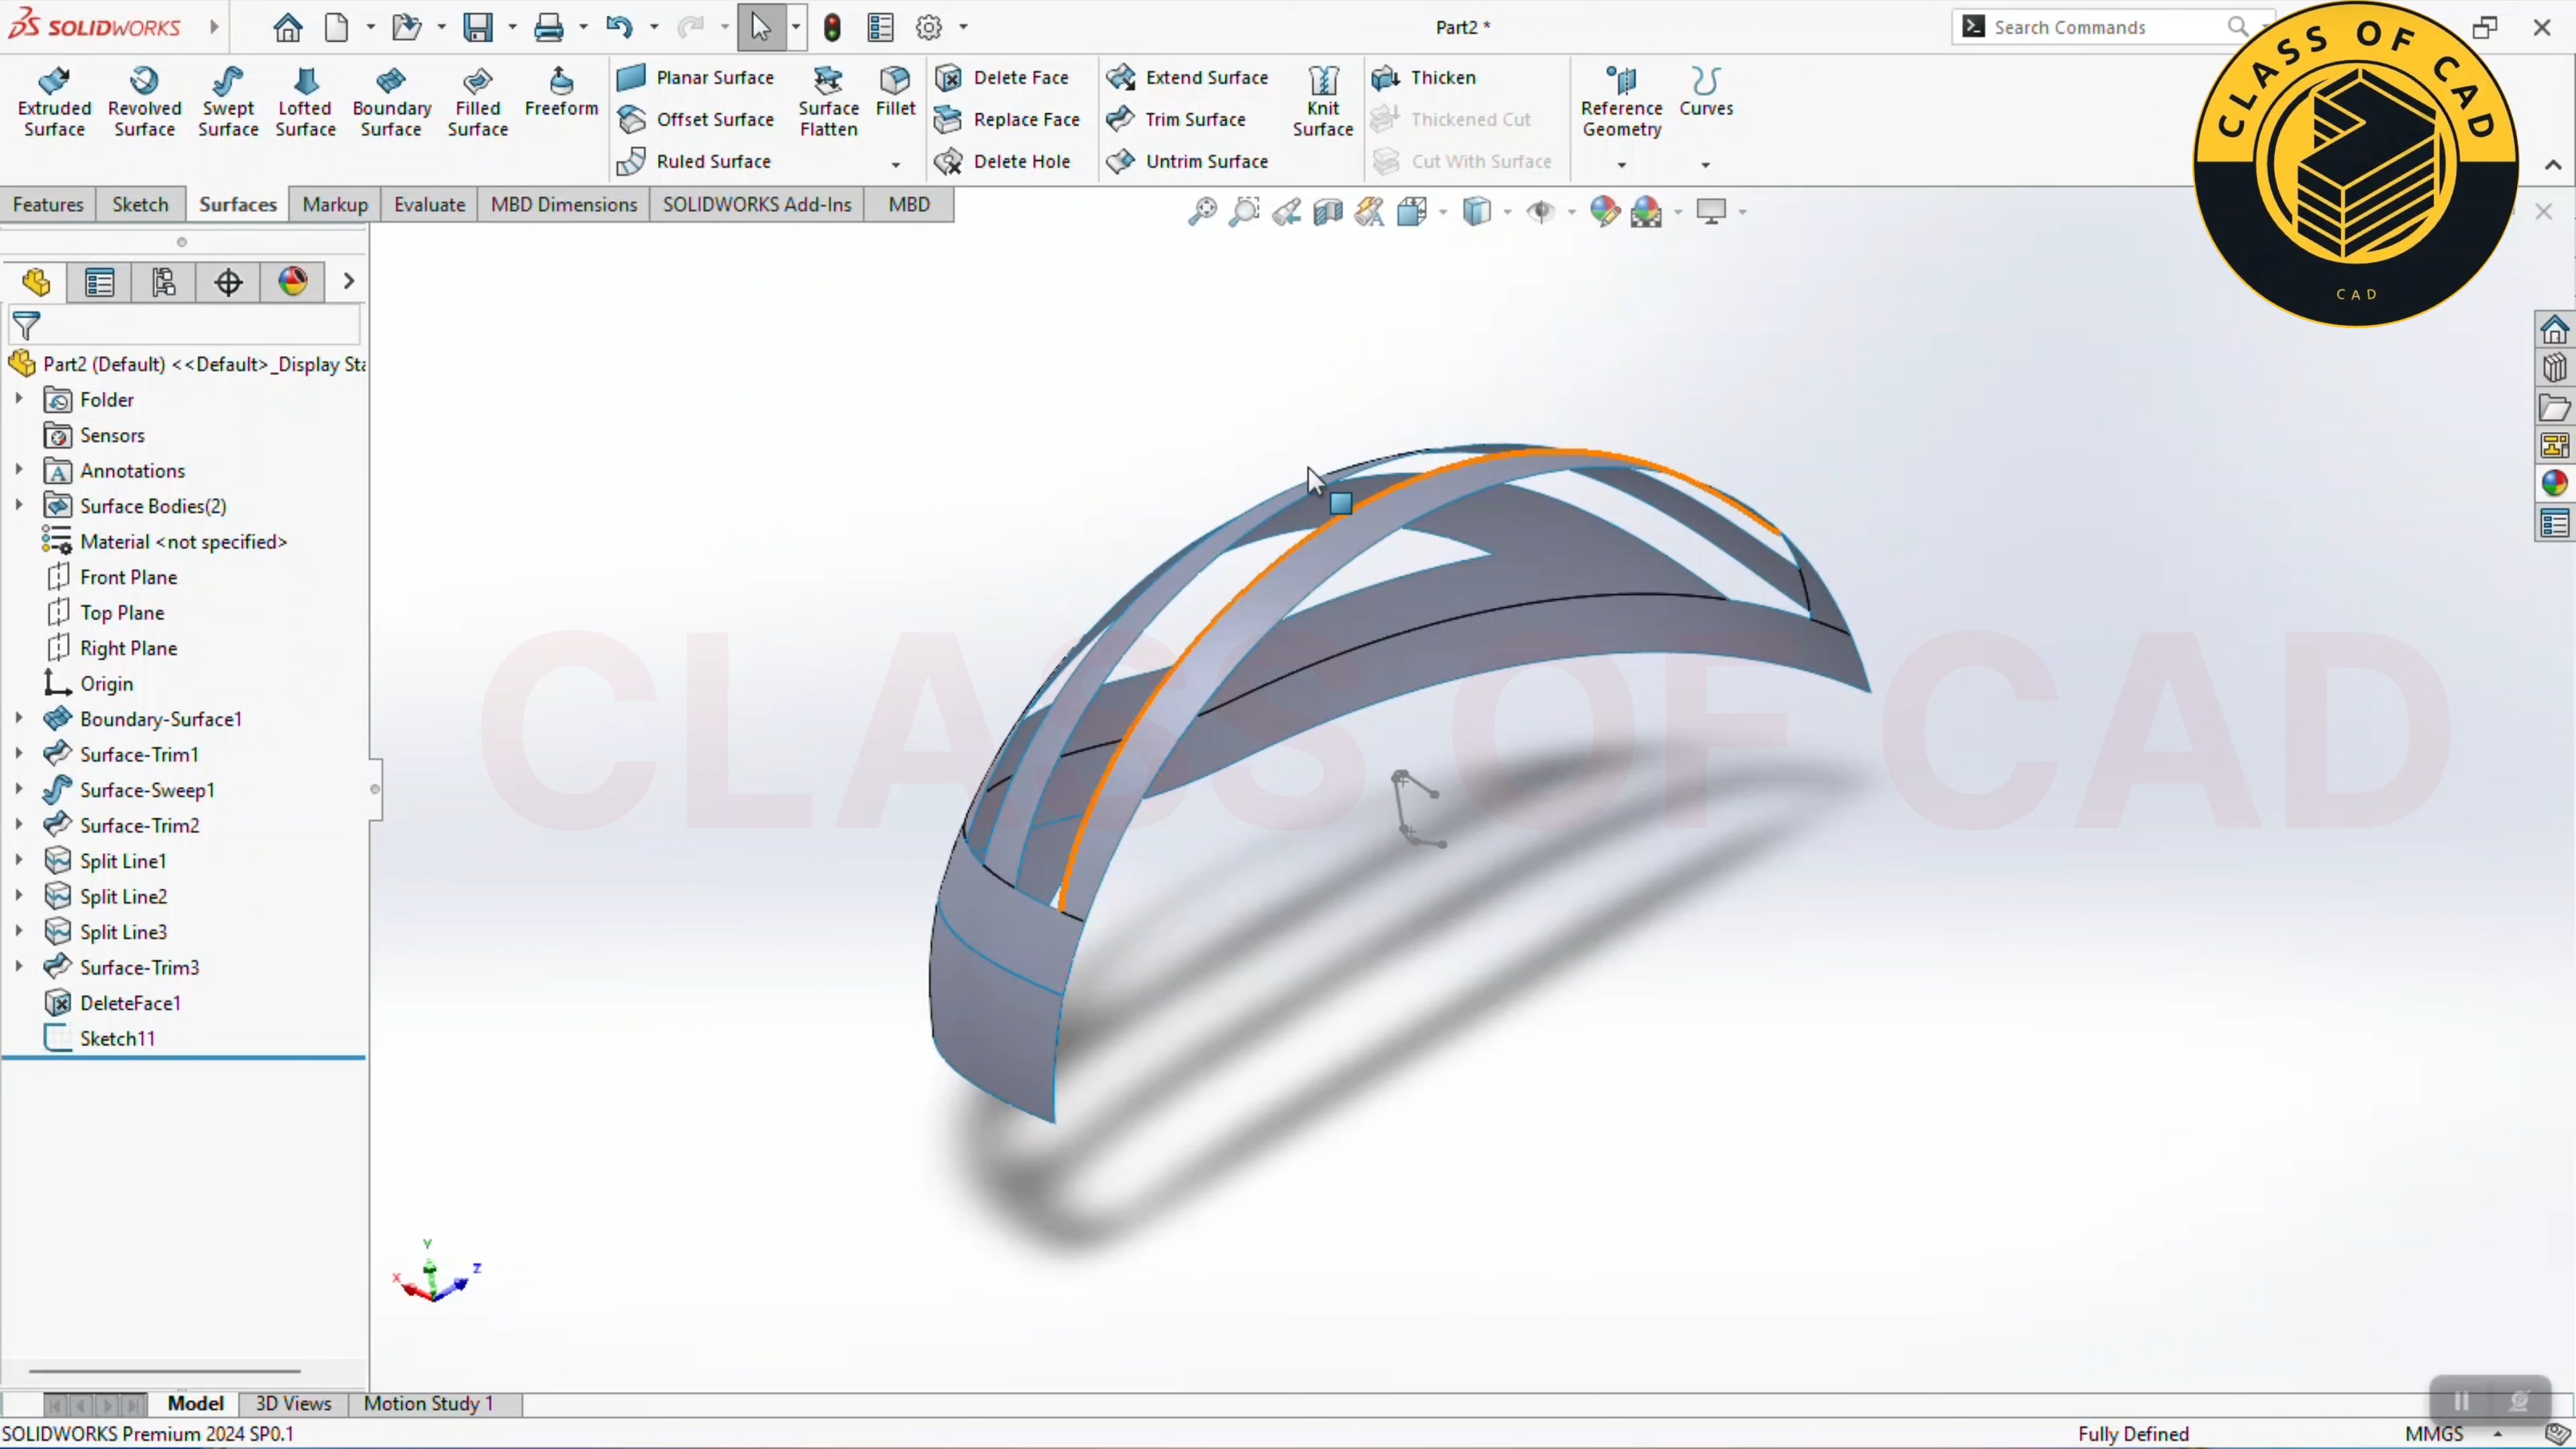 SOLIDWORKS
Part2 *
Search Commands
CLASS OF CAD
CAD
Extruded Surface
Revolved Surface
Swept Surface
Lofted Surface
Boundary Surface
Filled Surface
Freeform
Planar Surface
Offset Surface
Ruled Surface
Surface Flatten
Fillet
Delete Face
Replace Face
Delete Hole
Extend Surface
Trim Surface
Untrim Surface
Knit Surface
Thicken
Thickened Cut
Cut With Surface
Reference Geometry
Curves
Features Sketch Surfaces Markup Evaluate MBD Dimensions SOLIDWORKS Add-Ins MBD
Part2 (Default) <<Default>_Display Sta
Folder
Sensors
Annotations
Surface Bodies(2)
Material <not specified>
Front Plane
Top Plane
Right Plane
Origin
Boundary-Surface1
Surface-Trim1
Surface-Sweep1
Surface-Trim2
Split Line1
Split Line2
Split Line3
Surface-Trim3
DeleteFace1
Sketch11
CLASS OF CAD
Y
X
Z
Model 3D Views Motion Study 1
SOLIDWORKS Premium 2024 SP0.1
Fully Defined
MMGS